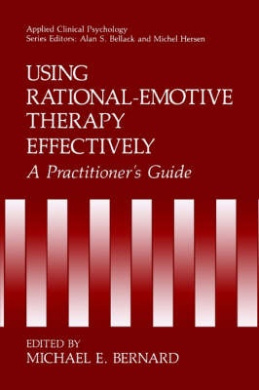 Applied Clinical Psychology
Series Editors: Alan S. Bellack and Michel Hersen
USING
RATIONAL-EMOTIVE
THERAPY
EFFECTIVELY
A Practitioner's Guide
EDITED BY
MICHAEL E. BERNARD